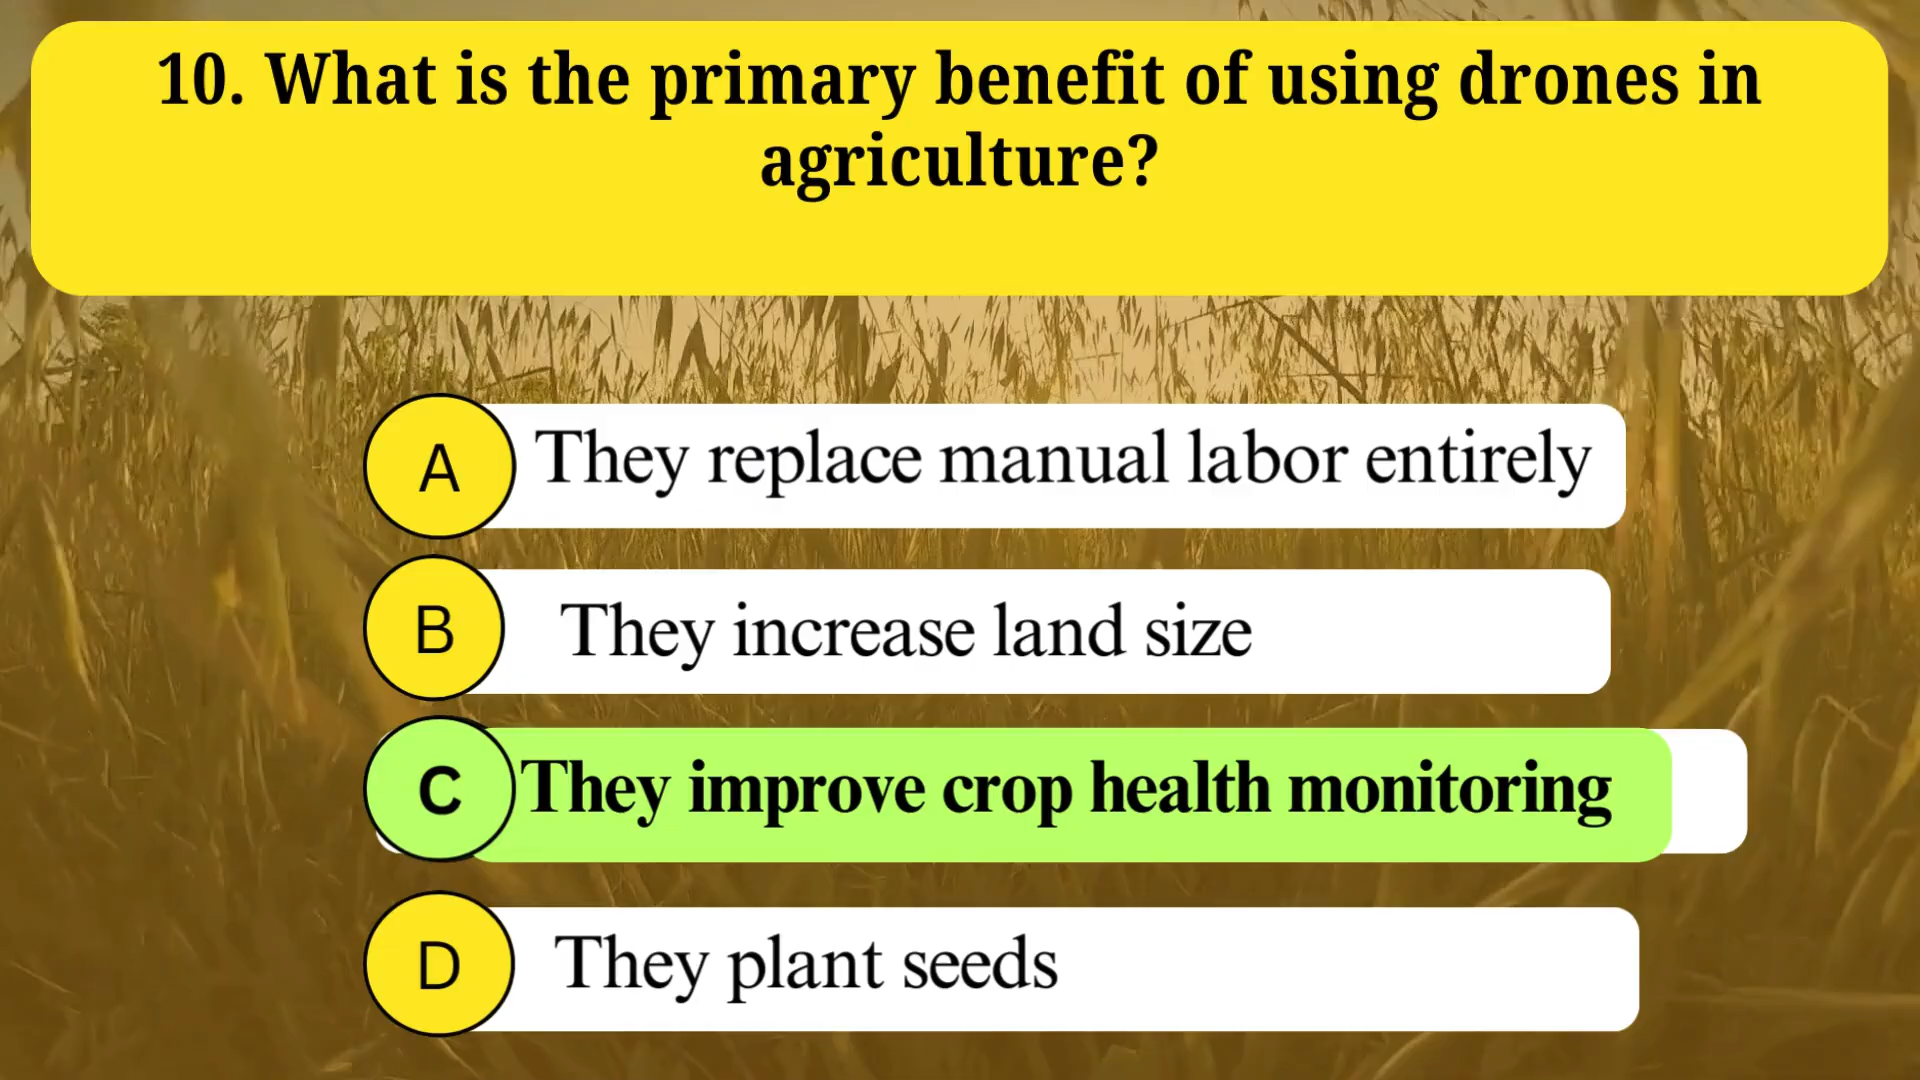 10. What is the primary benefit of using drones in
agriculture?
A They replace manual labor entirely
B They increase land size
C They improve crop health monitoring
D They plant seeds